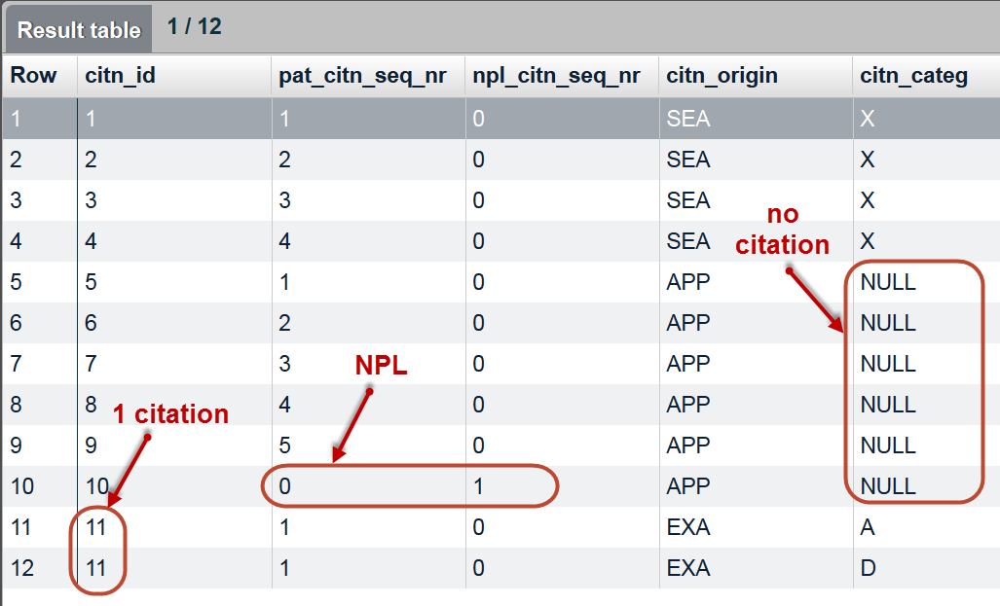 Result table 1 / 12
Row citn_id pat_citn_seq_nr npl_citn_seq_nr citn_origin citn_categ
1 1 1 0 SEA X
2 2 2 0 SEA X
3 3 3 0 SEA X
no
4 4 4 0 SEA X
citation
5 5 1 0 APP NULL
6 6 2 0 APP NULL
7 7 3 0 APP NULL
NPL
8 8 4 0 APP NULL
1 citation
9 9 5 0 APP NULL
10 10 0 1 APP NULL
11 11 1 0 EXA A
12 11 1 0 EXA D